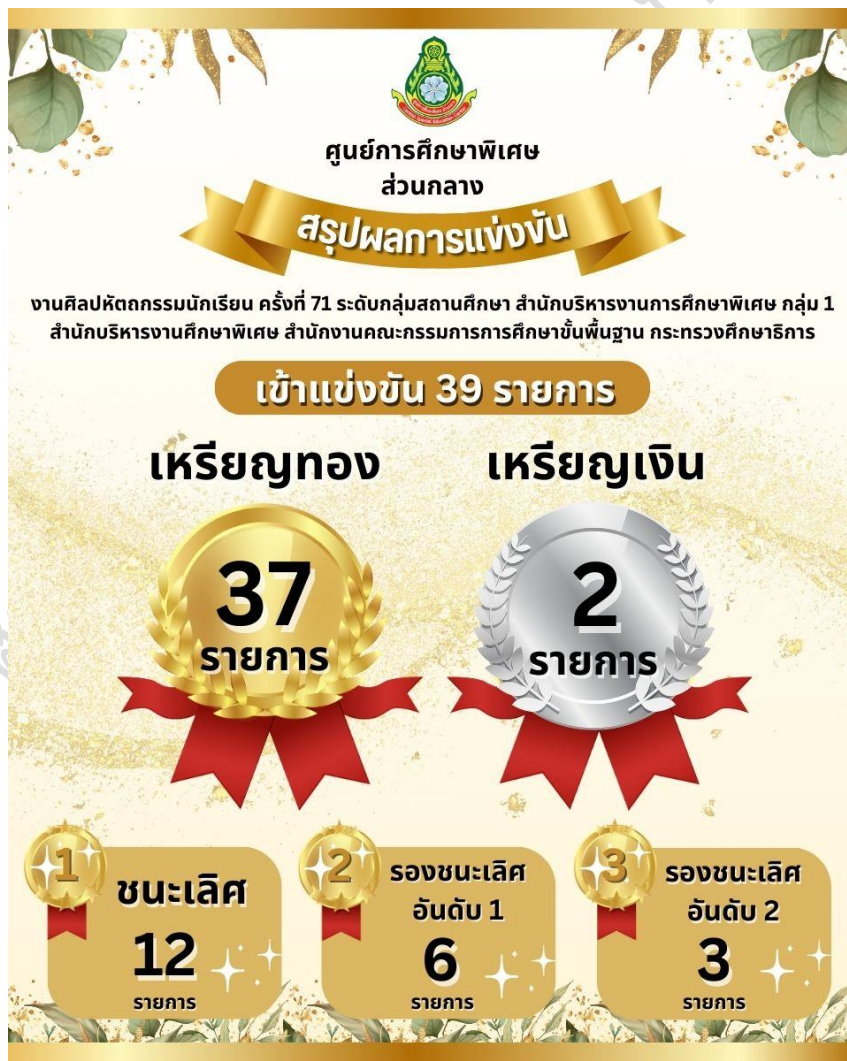 ศูนย์การศึกษาพิเศษ
ส่วนกลาง
สรุปผลการแข่งขัน
งานศิลปหัตถกรรมนักเรียน ครั้งที่ 71 ระดับกลุ่มสถานศึกษา สำนักบริหารงานการศึกษาพิเศษ กลุ่ม 1
สำนักบริหารงานศึกษาพิเศษ สำนักงานคณะกรรมการการศึกษาขั้นพื้นฐาน กระทรวงศึกษาธิการ
เข้าแข่งขัน 39 รายการ
เหรียญทอง
37
รายการ
เหรียญเงิน
2
รายการ
1
ชนะเลิศ
12
รายการ
2
รองชนะเลิศ
อันดับ 1
6
รายการ
3
รองชนะเลิศ
อันดับ 2
3
รายการ